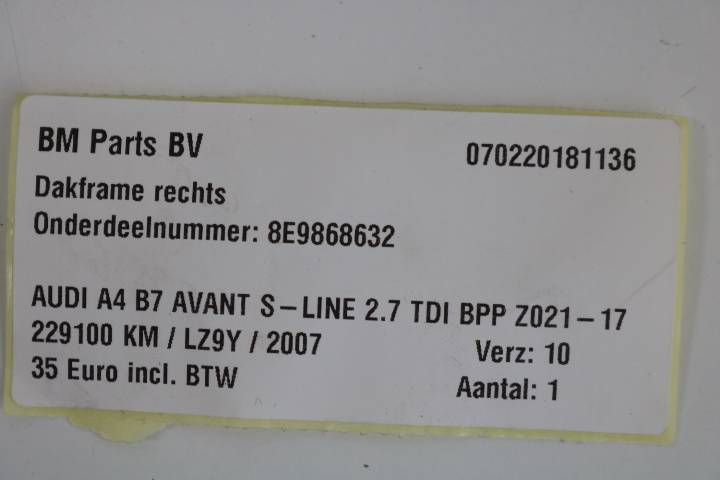 BM Parts BV 070220181136
Dakframe rechts
Onderdeelnummer: 8E9868632
AUDI A4 B7 AVANT S-LINE 2.7 TDI BPP Z021-17
229100 KM / LZ9Y / 2007 Verz: 10
35 Euro incl. BTW Aantal: 1